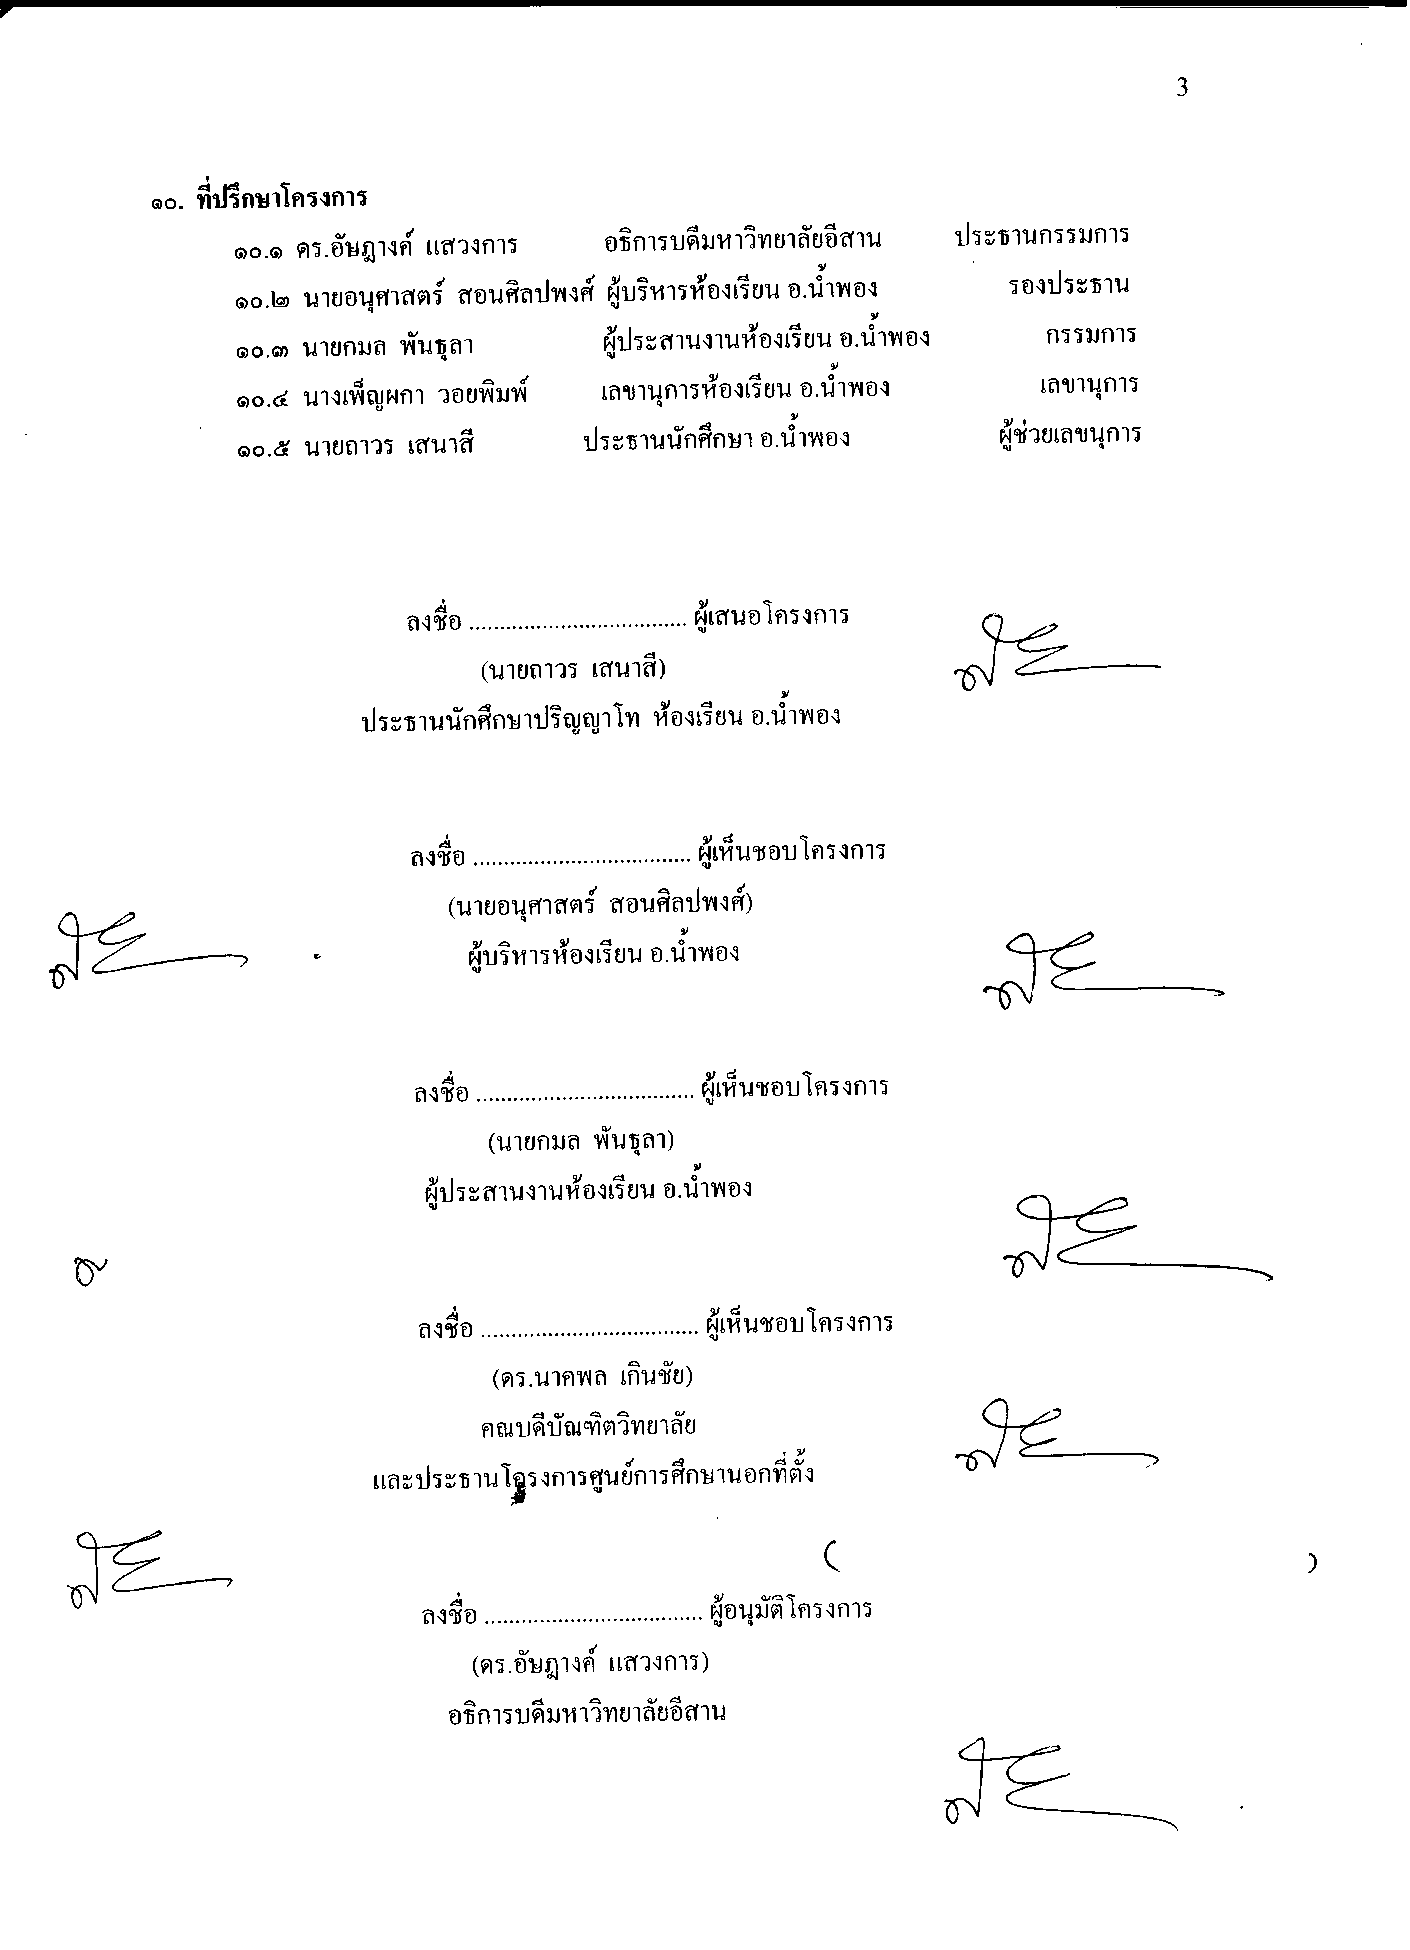 3
๑๐. ที่ปรึกษาโครงการ
๑๐.๑ ดร.อัษฎางค์ แสวงการ อธิการบดีมหาวิทยาลัยอีสาน ประธานกรรมการ
๑๐.๒ นายอนุศาสตร์ สอนศิลปพงศ์ ผู้บริหารห้องเรียน อ.น้ำพอง รองประธาน
๑๐.๓ นายกมล พันธุลา ผู้ประสานงานห้องเรียน อ.น้ำพอง กรรมการ
๑๐.๔ นางเพ็ญผกา วอยพิมพ์ เลขานุการห้องเรียน อ.น้ำพอง เลขานุการ
๑๐.๕ นายถาวร เสนาสี ประธานนักศึกษา อ.น้ำพอง ผู้ช่วยเลขนุการ
ลงชื่อ .................................... ผู้เสนอโครงการ
(นายถาวร เสนาสี)
ประธานนักศึกษาปริญญาโท ห้องเรียน อ.น้ำพอง
ลงชื่อ .................................... ผู้เห็นชอบโครงการ
(นายอนุศาสตร์ สอนศิลปพงศ์)
ผู้บริหารห้องเรียน อ.น้ำพอง
ลงชื่อ .................................... ผู้เห็นชอบโครงการ
(นายกมล พันธุลา)
ผู้ประสานงานห้องเรียน อ.น้ำพอง
ลงชื่อ .................................... ผู้เห็นชอบโครงการ
(ดร.นาคพล เกินชัย)
คณบดีบัณฑิตวิทยาลัย
และประธานโครงการศูนย์การศึกษานอกที่ตั้ง
( )
ลงชื่อ .................................... ผู้อนุมัติโครงการ
(ดร.อัษฎางค์ แสวงการ)
อธิการบดีมหาวิทยาลัยอีสาน